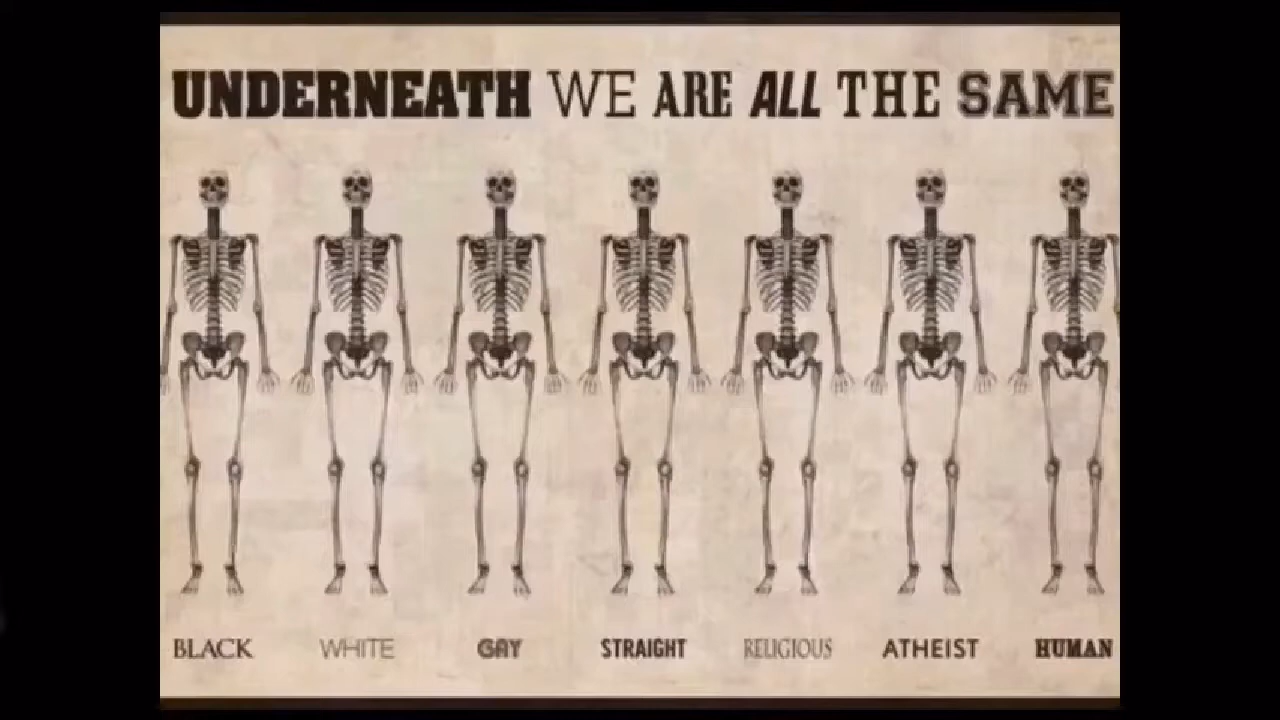 UNDERNEATH WE ARE ALL THE SAME
BLACK WHITE GAY STRAIGHT RELIGIOUS ATHEIST HUMAN